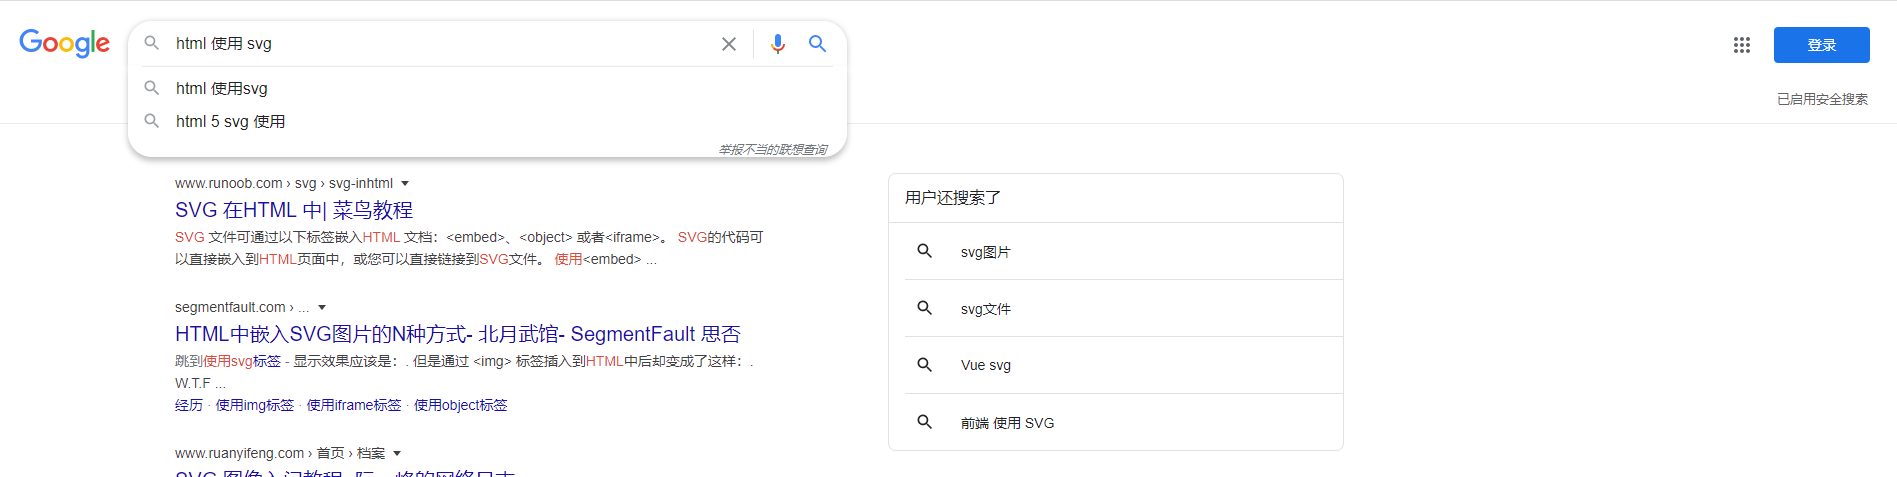 Google
html 使用 svg
登录
html 使用svg
html 5 svg 使用
已启用安全搜索
举报不当的联想查询
www.runoob.com › svg › svg-inhtml
SVG 在HTML 中| 菜鸟教程
SVG 文件可通过以下标签嵌入HTML 文档：<embed>、<object> 或者<iframe>。 SVG的代码可
以直接嵌入到HTML页面中，或您可以直接链接到SVG文件。 使用<embed> ...
segmentfault.com › ...
HTML中嵌入SVG图片的N种方式- 北月武馆- SegmentFault 思否
跳到使用svg标签 - 显示效果应该是：. 但是通过 <img> 标签插入到HTML中后却变成了这样：.
W.T.F ...
经历 · 使用img标签 · 使用iframe标签 · 使用object标签
www.ruanyifeng.com › 首页 › 档案
用户还搜索了
svg图片
svg文件
Vue svg
前端 使用 SVG